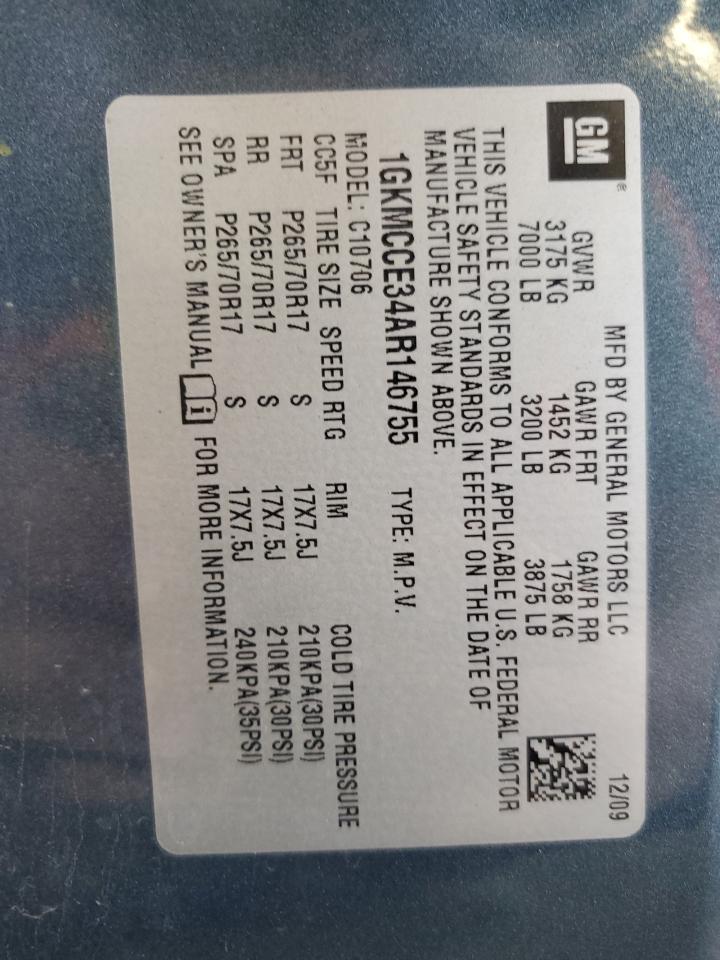 GM ®
MFD BY GENERAL MOTORS LLC 12/09
GVWR GAWR FRT GAWR RR
3175 KG 1452 KG 1758 KG
7000 LB 3200 LB 3875 LB
THIS VEHICLE CONFORMS TO ALL APPLICABLE U.S. FEDERAL MOTOR
VEHICLE SAFETY STANDARDS IN EFFECT ON THE DATE OF
MANUFACTURE SHOWN ABOVE.
1GKMCCE34AR146755 TYPE: M.P.V.
MODEL: C10706
CC5F TIRE SIZE SPEED RTG RIM COLD TIRE PRESSURE
FRT P265/70R17 S 17X7.5J 210KPA(30PSI)
RR P265/70R17 S 17X7.5J 210KPA(30PSI)
SPA P265/70R17 S 17X7.5J 240KPA(35PSI)
SEE OWNER'S MANUAL i FOR MORE INFORMATION.